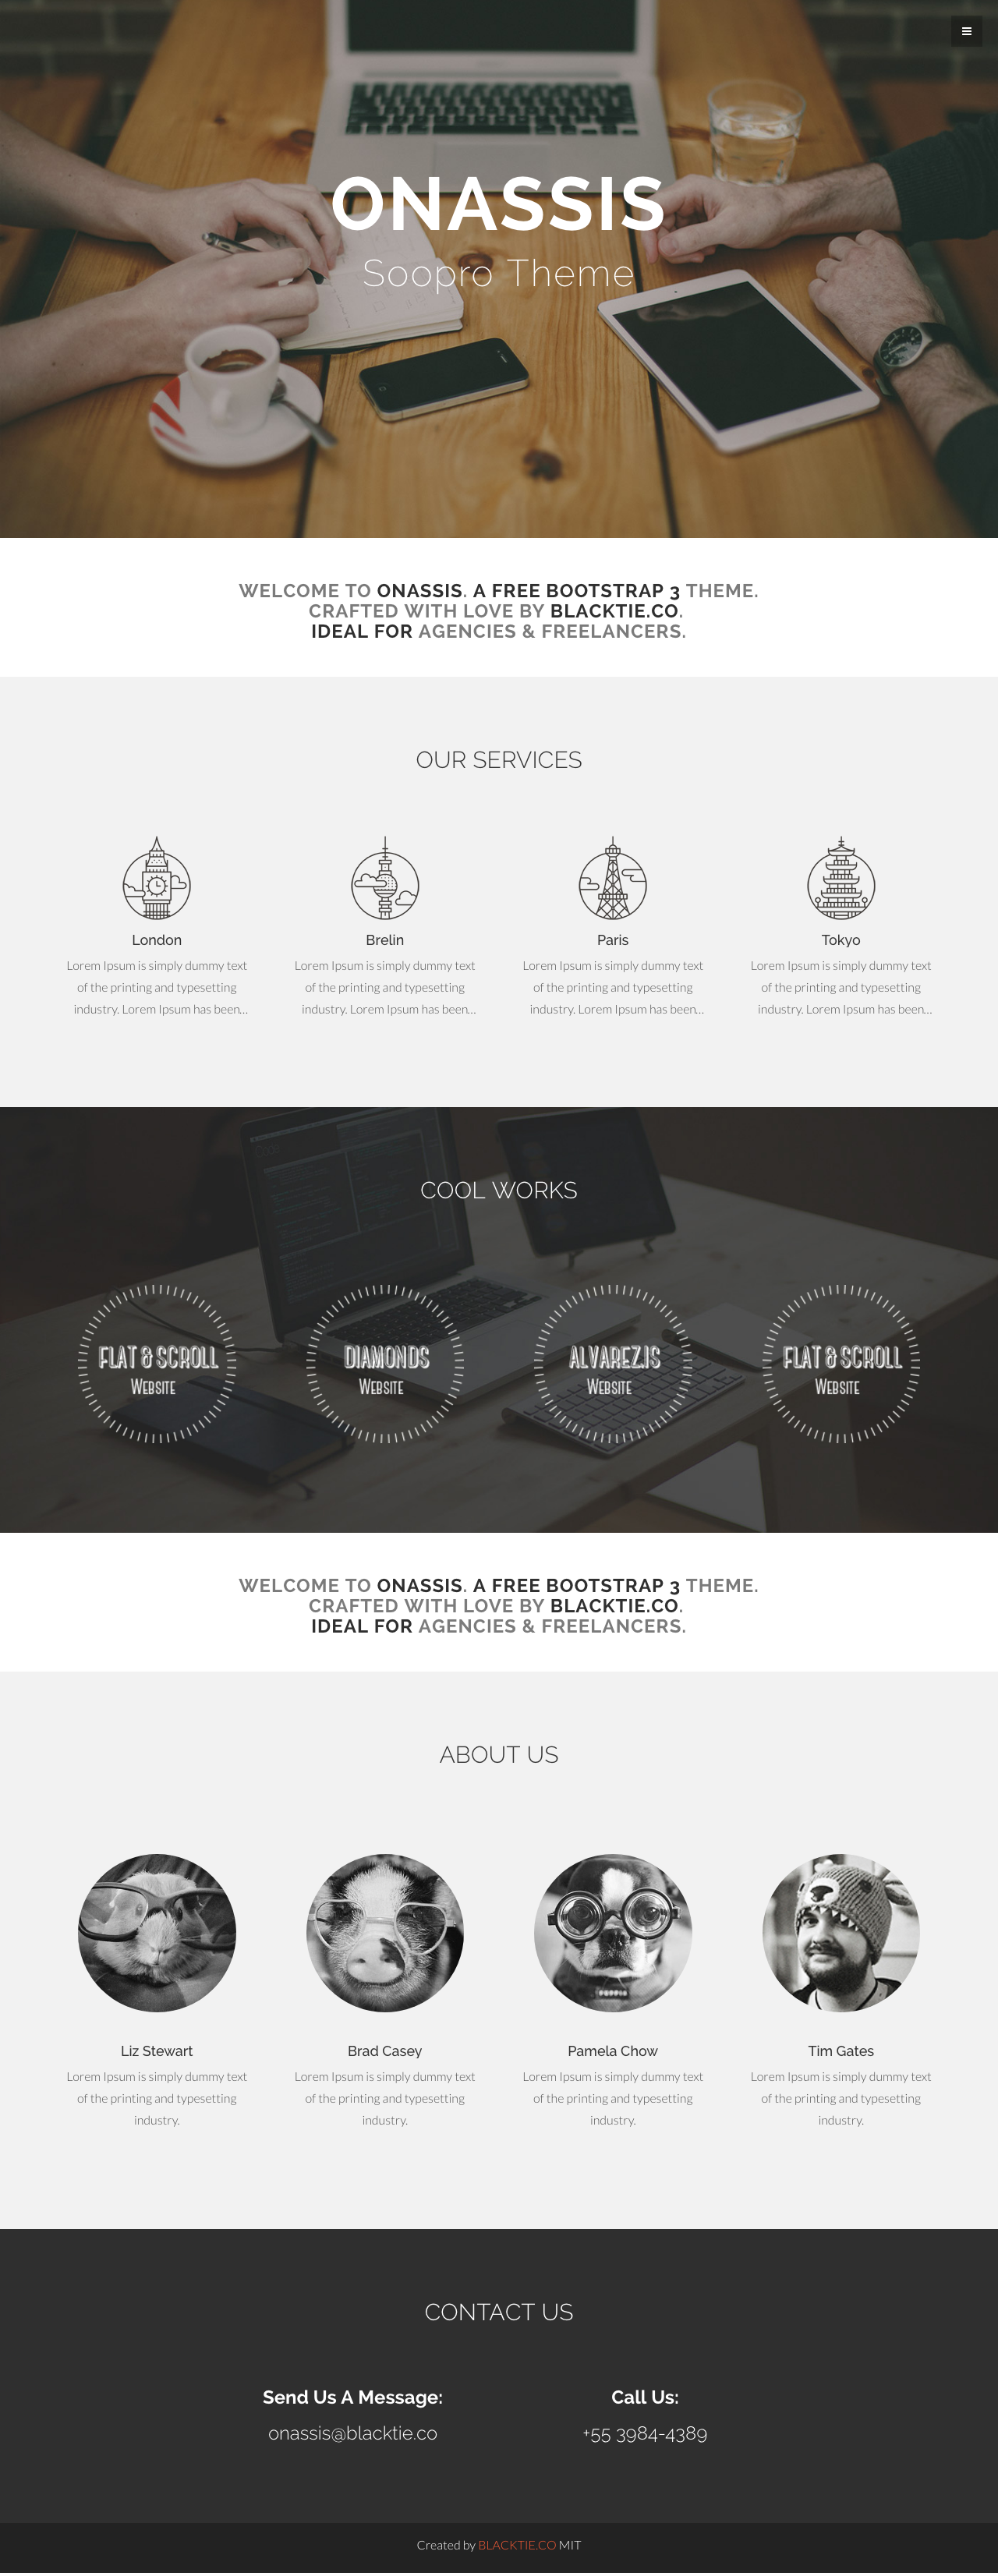 ONASSIS
Soopro Theme
WELCOME TO ONASSIS. A FREE BOOTSTRAP 3 THEME.
CRAFTED WITH LOVE BY BLACKTIE.CO.
IDEAL FOR AGENCIES & FREELANCERS.
OUR SERVICES
London
Lorem Ipsum is simply dummy text
of the printing and typesetting
industry. Lorem Ipsum has been...
Brelin
Lorem Ipsum is simply dummy text
of the printing and typesetting
industry. Lorem Ipsum has been...
Paris
Lorem Ipsum is simply dummy text
of the printing and typesetting
industry. Lorem Ipsum has been...
Tokyo
Lorem Ipsum is simply dummy text
of the printing and typesetting
industry. Lorem Ipsum has been...
COOL WORKS
FLAT & SCROLL
WEBSITE
DIAMONDS
WEBSITE
ALVAREZ.IS
WEBSITE
FLAT & SCROLL
WEBSITE
WELCOME TO ONASSIS. A FREE BOOTSTRAP 3 THEME.
CRAFTED WITH LOVE BY BLACKTIE.CO.
IDEAL FOR AGENCIES & FREELANCERS.
ABOUT US
Liz Stewart
Lorem Ipsum is simply dummy text
of the printing and typesetting
industry.
Brad Casey
Lorem Ipsum is simply dummy text
of the printing and typesetting
industry.
Pamela Chow
Lorem Ipsum is simply dummy text
of the printing and typesetting
industry.
Tim Gates
Lorem Ipsum is simply dummy text
of the printing and typesetting
industry.
CONTACT US
Send Us A Message:
onassis@blacktie.co
Call Us:
+55 3984-4389
Created by BLACKTIE.CO MIT